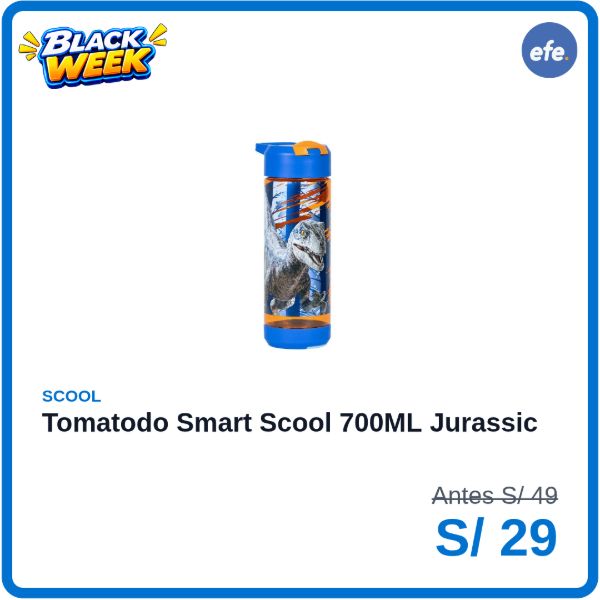 BLACK
WEEK
efe.
SCOOL
Tomatodo Smart Scool 700ML Jurassic
Antes S/ 49
S/ 29